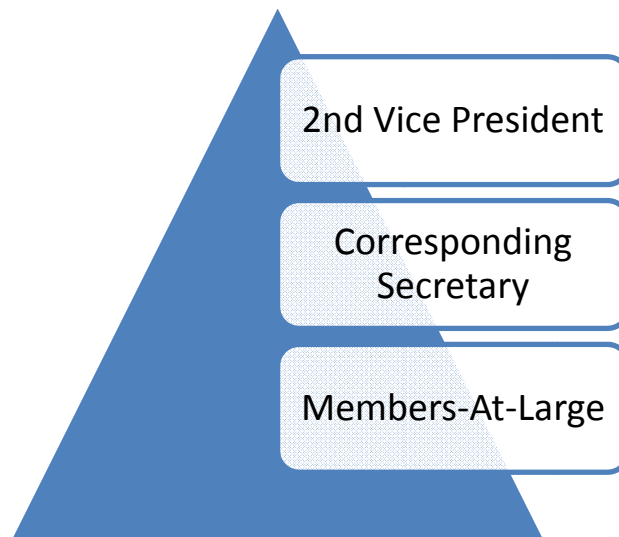 2nd Vice President
Corresponding
Secretary
Members-At-Large